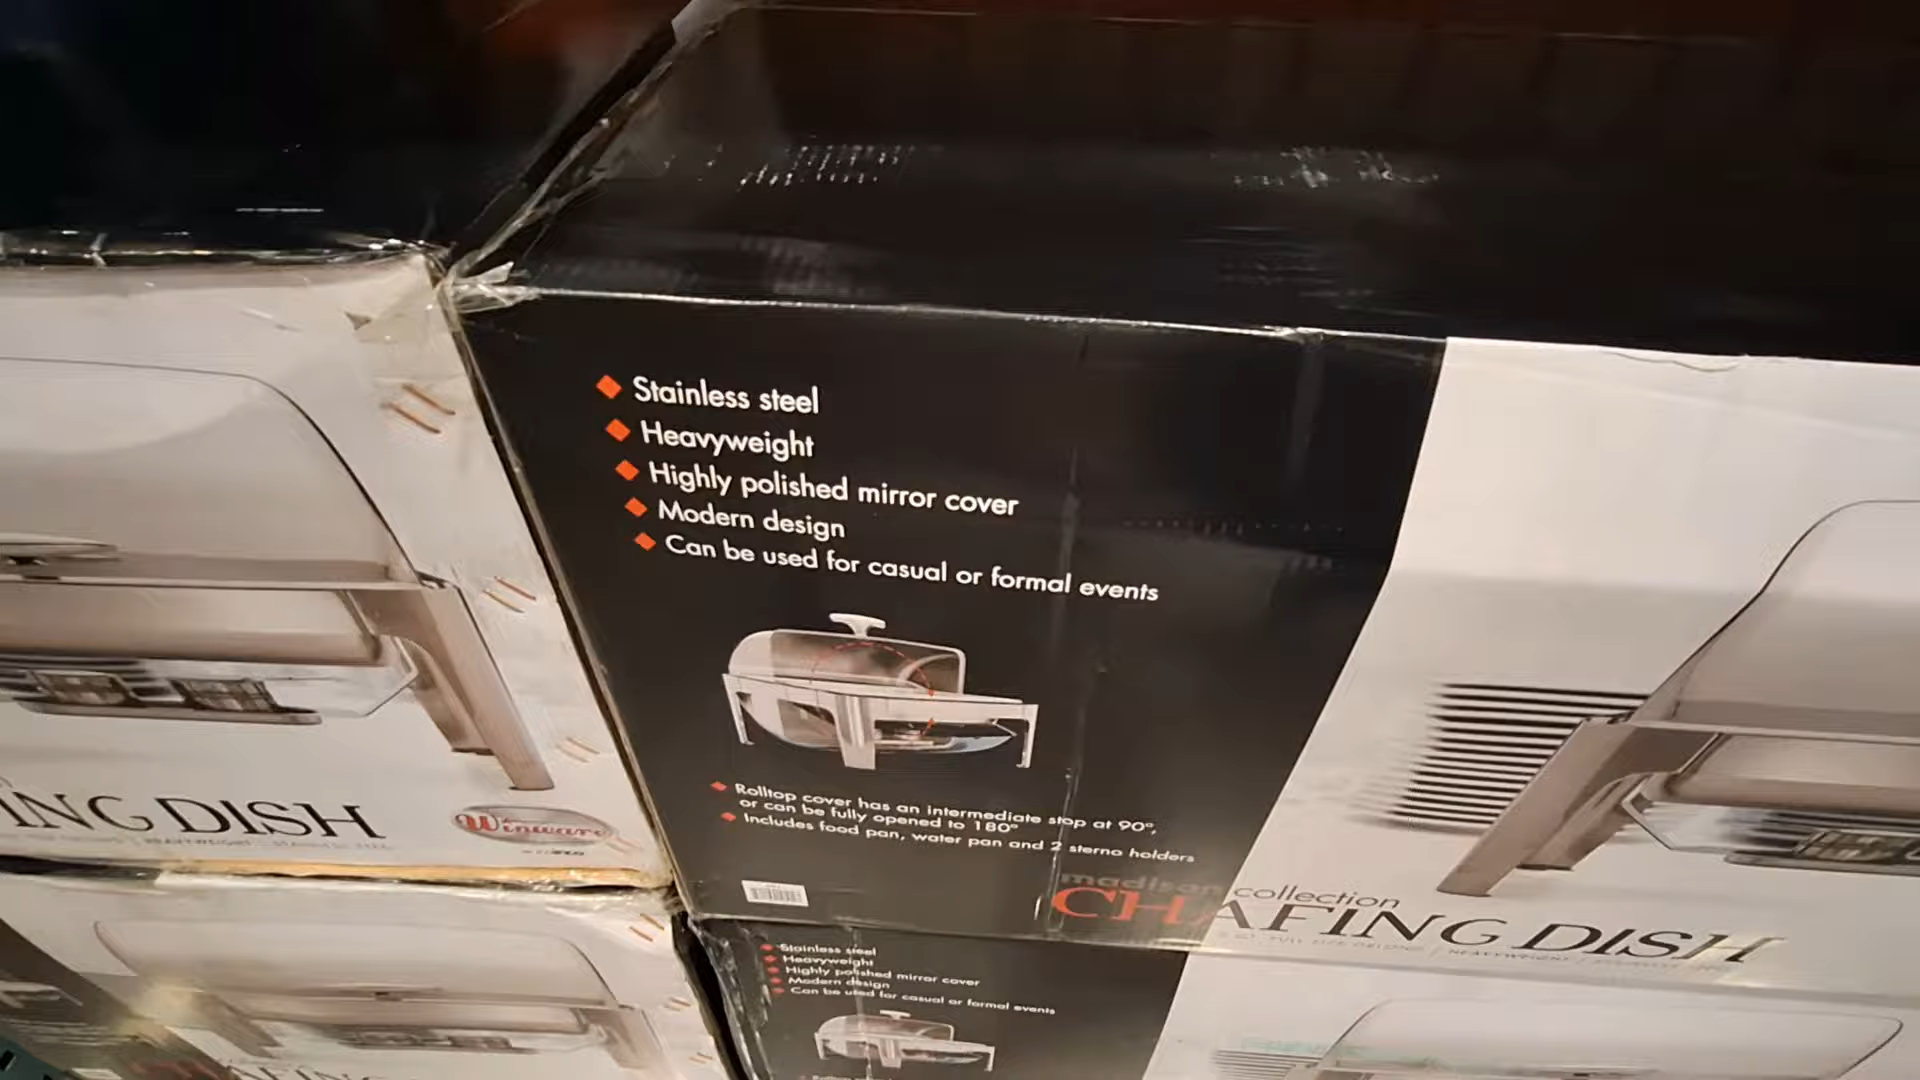 Stainless steel
Heavyweight
Highly polished mirror cover
Modern design
Can be used for casual or formal events
Rolltop cover has an intermediate stop at 90°,
or can be fully opened to 180°
Includes food pan, water pan and 2 sterno holders
madison collection
CHAFING DISH
ING DISH
Winware
Stainless steel
Heavyweight
Highly polished mirror cover
Modern design
Can be used for casual or formal events
AFING